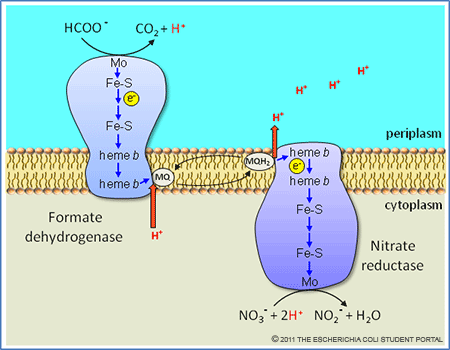 HCOO⁻ CO₂ + H⁺
Mo
Fe-S
e⁻
Fe-S
heme b
heme b
MQ
H⁺
Formate
dehydrogenase
H⁺ H⁺ H⁺
H⁺
periplasm
MQH₂
heme b
e⁻
heme b
cytoplasm
Fe-S
Fe-S
Mo
Nitrate
reductase
NO₃⁻ + 2H⁺ NO₂⁻ + H₂O
© 2011 THE ESCHERICHIA COLI STUDENT PORTAL